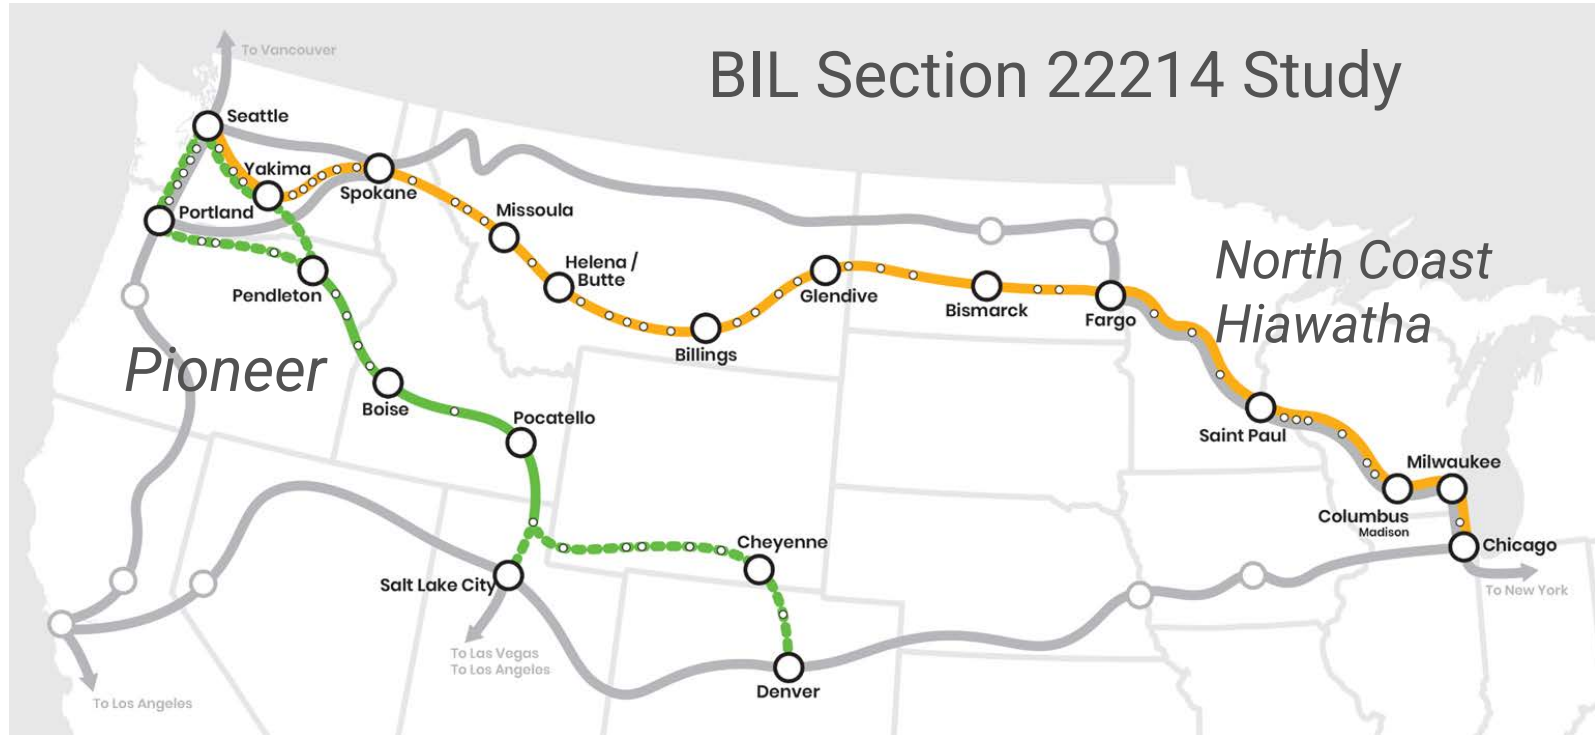 BIL Section 22214 Study
To Vancouver
Seattle
Yakima
Spokane
Portland
Missoula
Helena /
Butte
Pendleton
Glendive
Bismarck
Fargo
Billings
North Coast
Hiawatha
Pioneer
Boise
Pocatello
Saint Paul
Milwaukee
Columbus
Madison
Chicago
To New York
Cheyenne
Salt Lake City
To Las Vegas
To Los Angeles
Denver
To Los Angeles